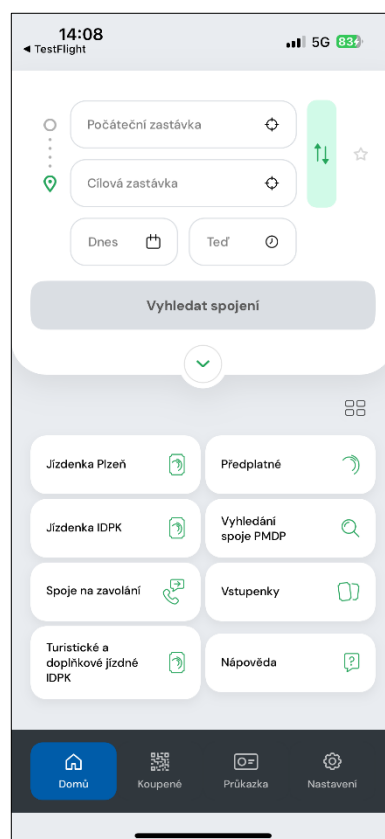 14:08
◀ TestFlight
5G 83
Počáteční zastávka
Cílová zastávka
Dnes
Teď
Vyhledat spojení
Jízdenka Plzeň
Předplatné
Jízdenka IDPK
Vyhledání
spoje PMDP
Spoje na zavolání
Vstupenky
Turistické a
doplňkové jízdné
IDPK
Nápověda
Domů
Koupené
Průkazka
Nastavení